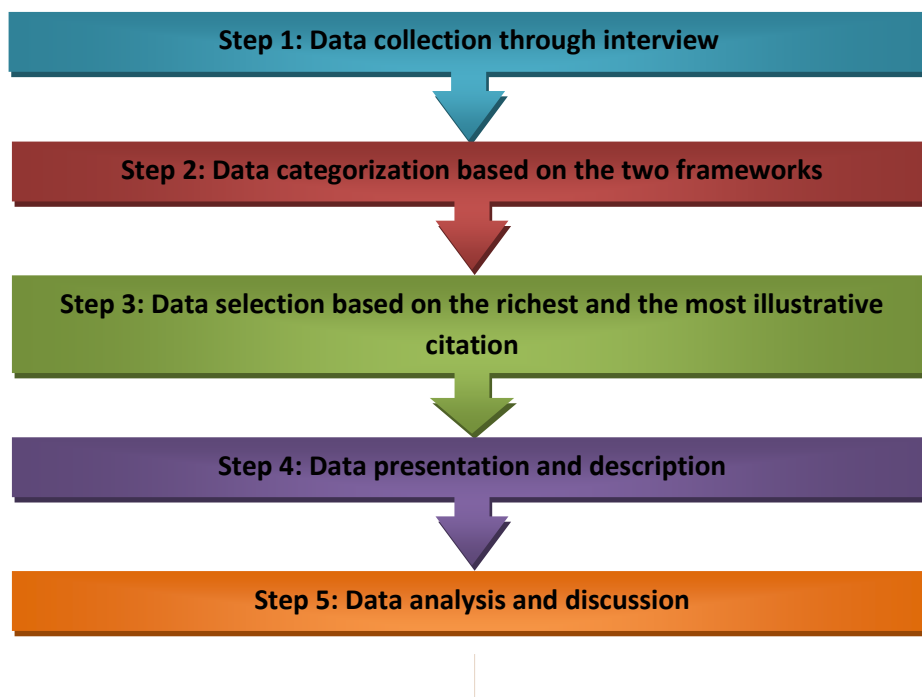 Step 1: Data collection through interview
Step 2: Data categorization based on the two frameworks
Step 3: Data selection based on the richest and the most illustrative
citation
Step 4: Data presentation and description
Step 5: Data analysis and discussion